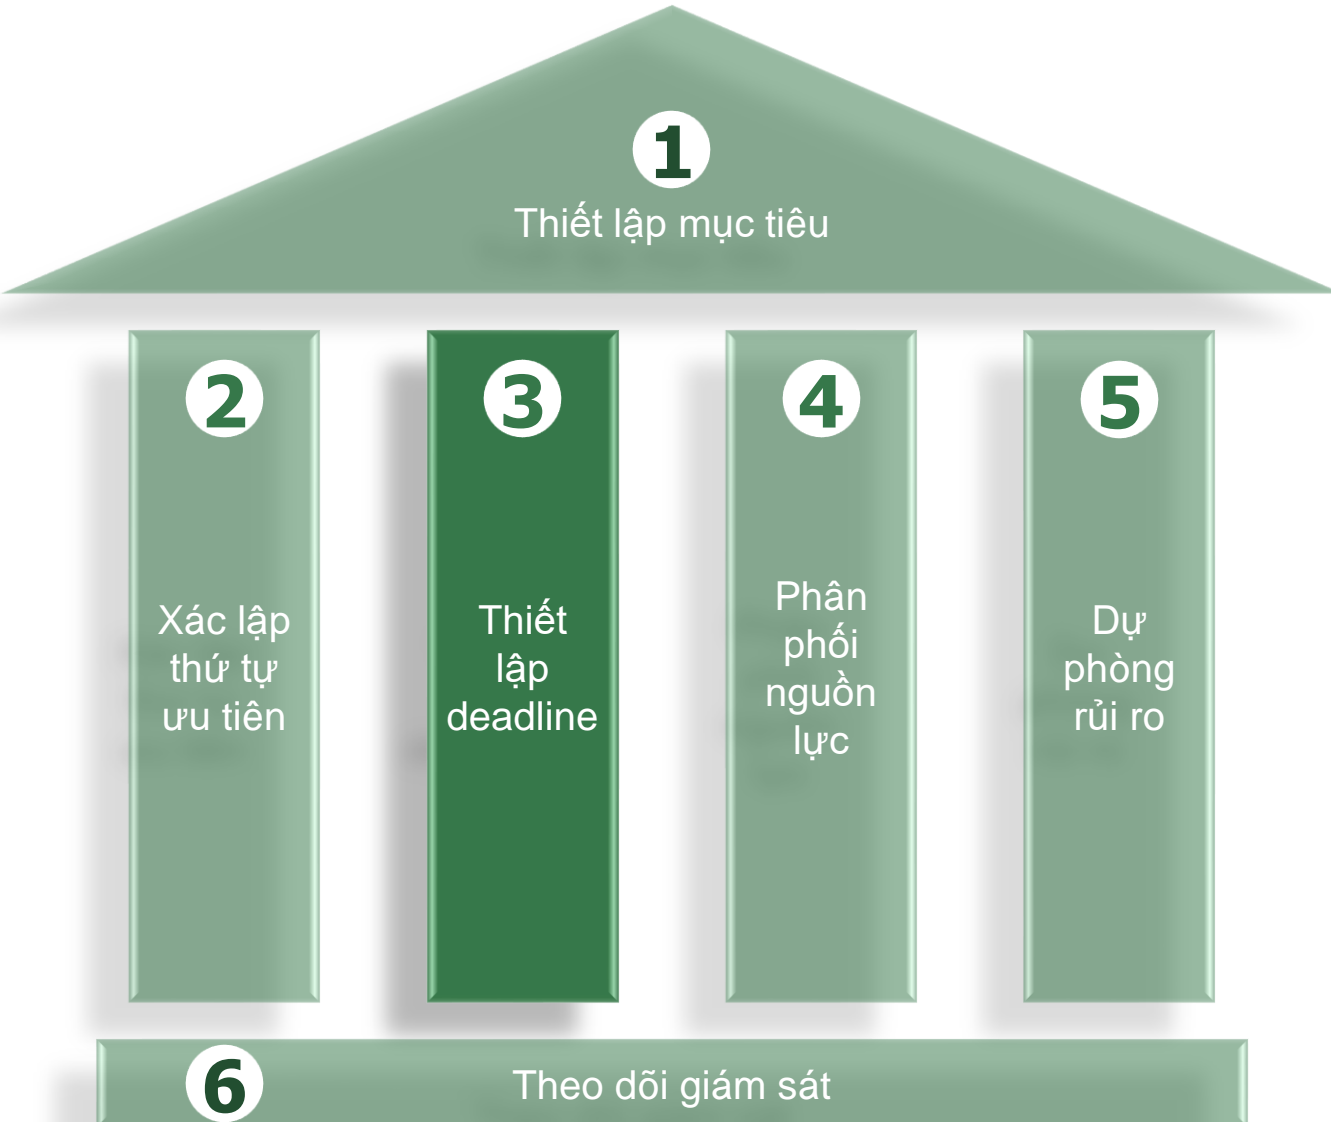 1
Thiết lập mục tiêu
2
Xác lập
thứ tự
ưu tiên
3
Thiết
lập
deadline
4
Phân
phối
nguồn
lực
5
Dự
phòng
rủi ro
6
Theo dõi giám sát